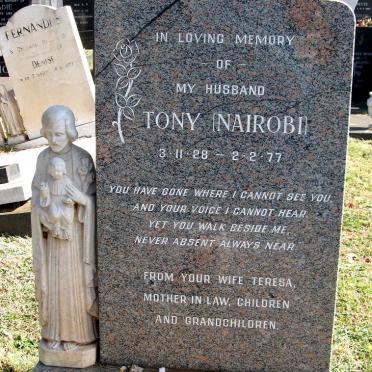 IN LOVING MEMORY
- OF -
MY HUSBAND
TONY [NAIROBI]
3·11·28 - 2·2·77
YOU HAVE GONE WHERE I CANNOT SEE YOU,
AND YOUR VOICE I CANNOT HEAR.
YET YOU WALK BESIDE ME,
NEVER ABSENT ALWAYS NEAR.
FROM YOUR WIFE TERESA,
MOTHER IN LAW, CHILDREN
AND GRANDCHILDREN.
FERNANDE
DENISE